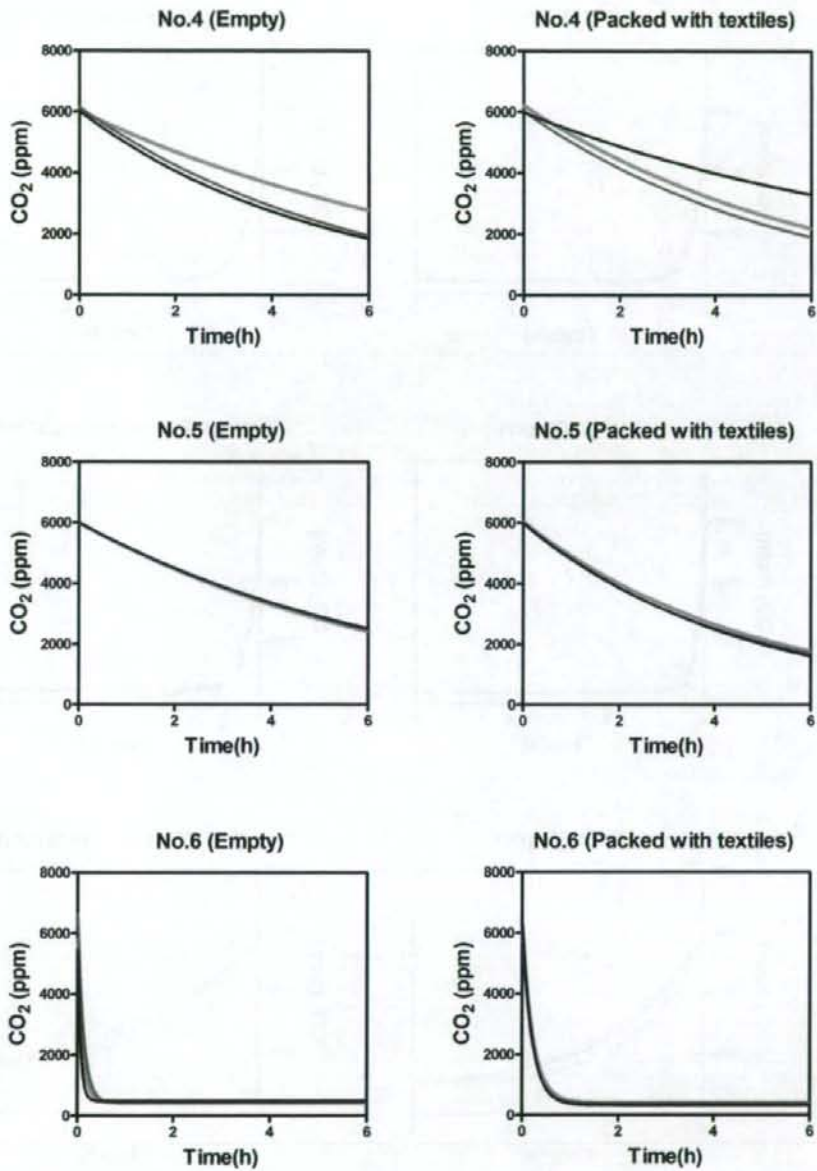 No.4 (Empty)
8000
6000
4000
2000
0
CO2 (ppm)
0 2 4 6
Time(h)
No.4 (Packed with textiles)
8000
6000
4000
2000
0
CO2 (ppm)
0 2 4 6
Time(h)
No.5 (Empty)
8000
6000
4000
2000
0
CO2 (ppm)
0 2 4 6
Time(h)
No.5 (Packed with textiles)
8000
6000
4000
2000
0
CO2 (ppm)
0 2 4 6
Time(h)
No.6 (Empty)
8000
6000
4000
2000
0
CO2 (ppm)
0 2 4 6
Time(h)
No.6 (Packed with textiles)
8000
6000
4000
2000
0
CO2 (ppm)
0 2 4 6
Time(h)